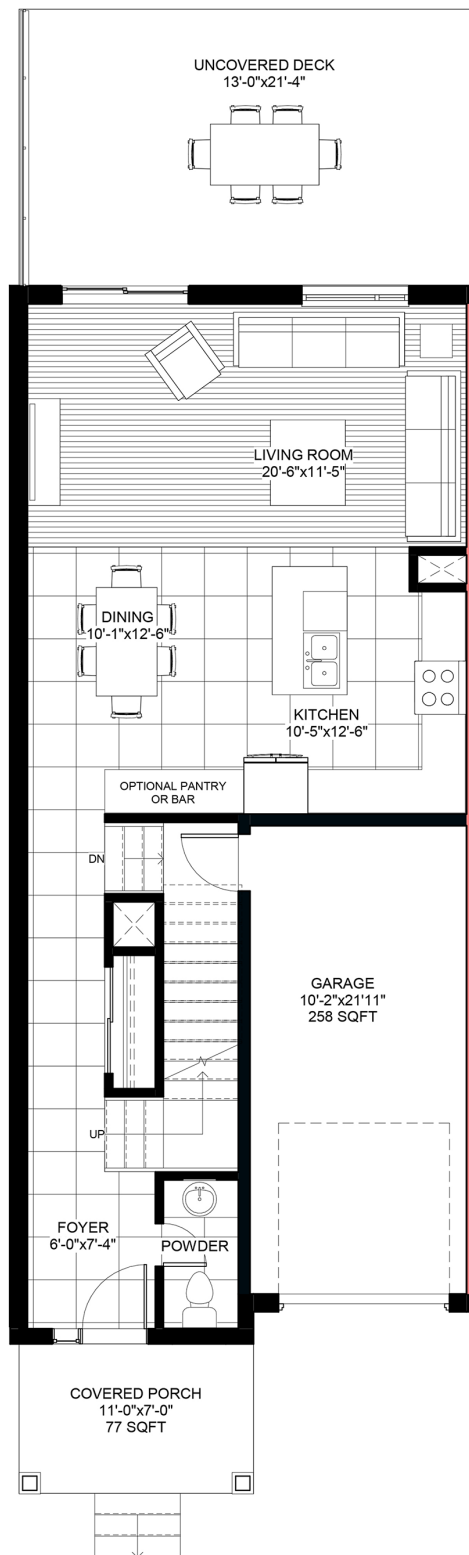 UNCOVERED DECK
13'-0"x21'-4"
LIVING ROOM
20'-6"x11'-5"
DINING
10'-1"x12'-6"
KITCHEN
10'-5"x12'-6"
OPTIONAL PANTRY
OR BAR
DN
GARAGE
10'-2"x21'11"
258 SQFT
UP
FOYER
6'-0"x7'-4"
POWDER
COVERED PORCH
11'-0"x7'-0"
77 SQFT